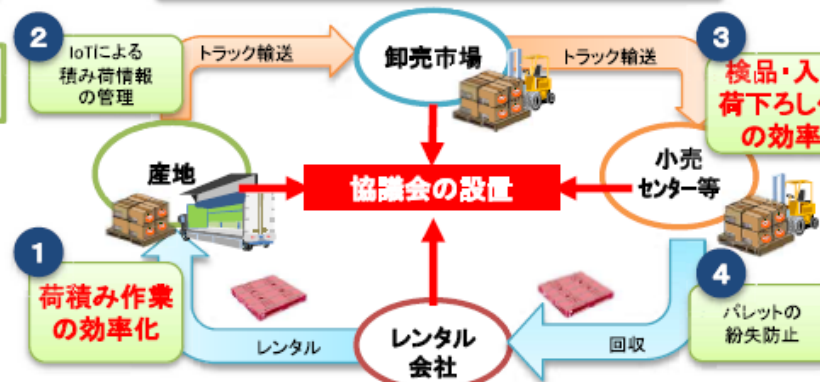 2
IoTによる
積み荷情報
の管理
トラック輸送
卸売市場
トラック輸送
3
検品・入
荷下ろし
の効率
産地
協議会の設置
小売
センター等
1
荷積み作業
の効率化
レンタル
レンタル
会社
回収
4
パレットの
紛失防止